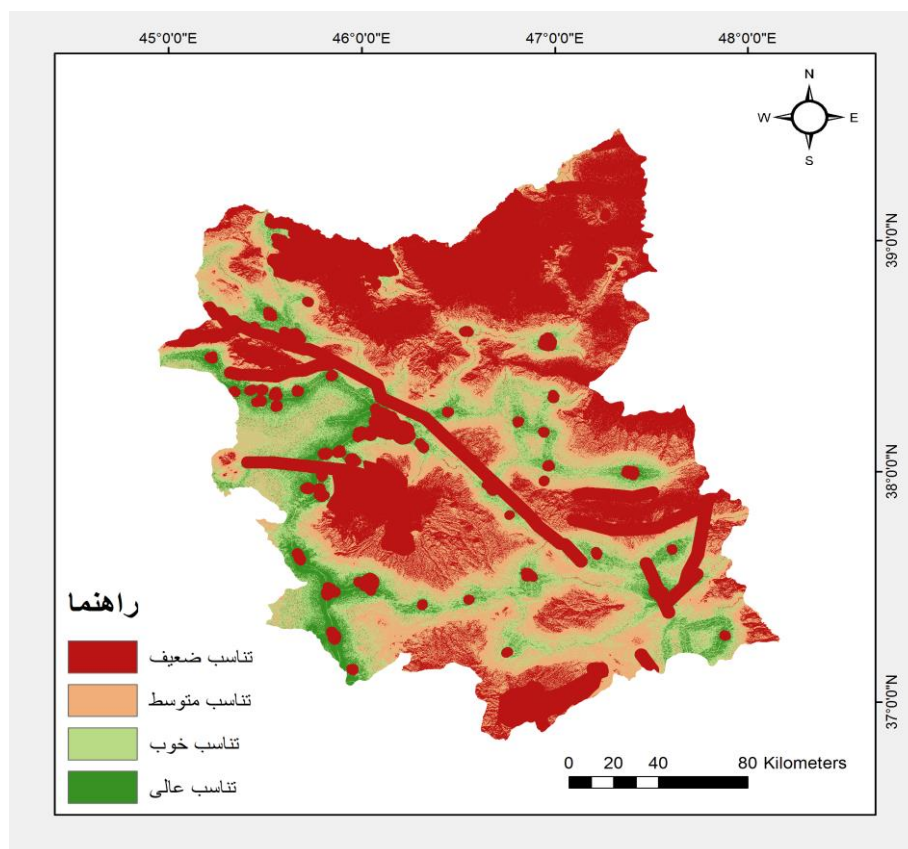 45°0'0"E 46°0'0"E 47°0'0"E 48°0'0"E
N
W E
S
39°0'0"N
38°0'0"N
37°0'0"N
راهنما
تناسب ضعیف
تناسب متوسط
تناسب خوب
تناسب عالی
0 10 20 40 80 Kilometers